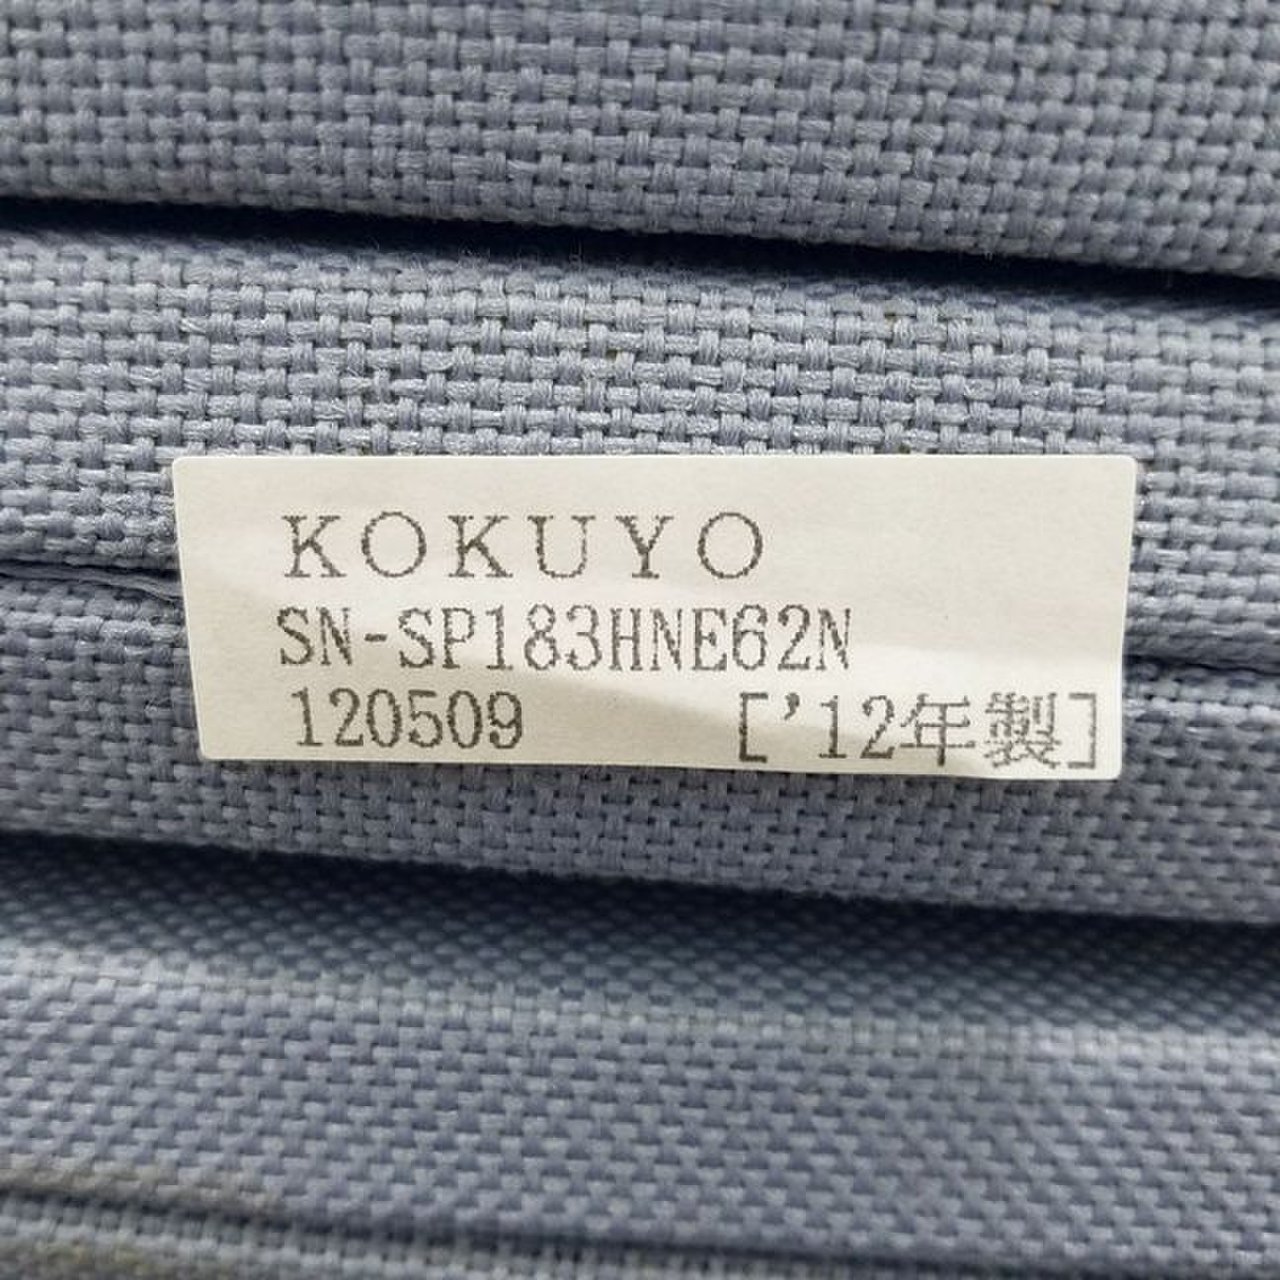 KOKUYO
SN-SP183HNE62N
120509 ['12年製]